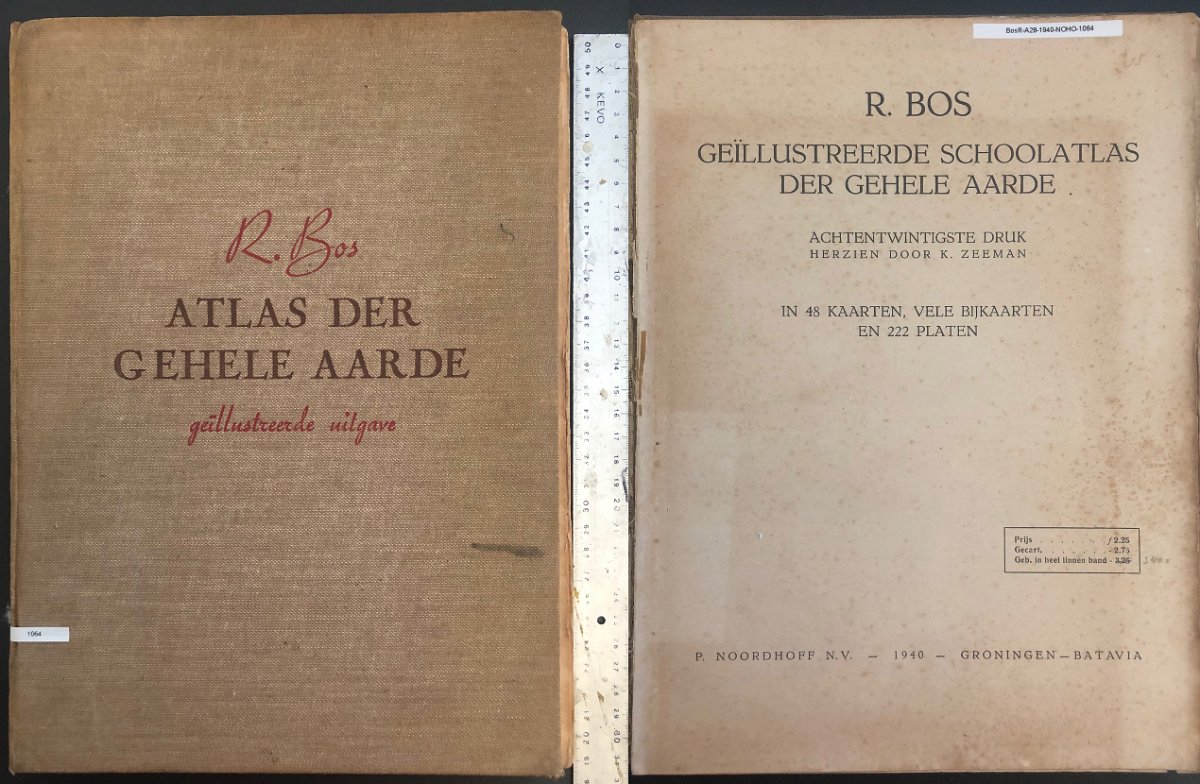 R. Bos
ATLAS DER
GEHELE AARDE
geïllustreerde uitgave
1064
KEVO
BosR-A28-1940-NOHO-1064
R. BOS
GEÏLLUSTREERDE SCHOOLATLAS
DER GEHELE AARDE
ACHTENTWINTIGSTE DRUK
HERZIEN DOOR K. ZEEMAN
IN 48 KAARTEN, VELE BIJKAARTEN
EN 222 PLATEN
Prijs . . . . . . . ƒ 2.25
Gecart. . . . . . . - 2.75
Geb. in heel linnen band - 3.25
P. NOORDHOFF N.V. — 1940 — GRONINGEN—BATAVIA